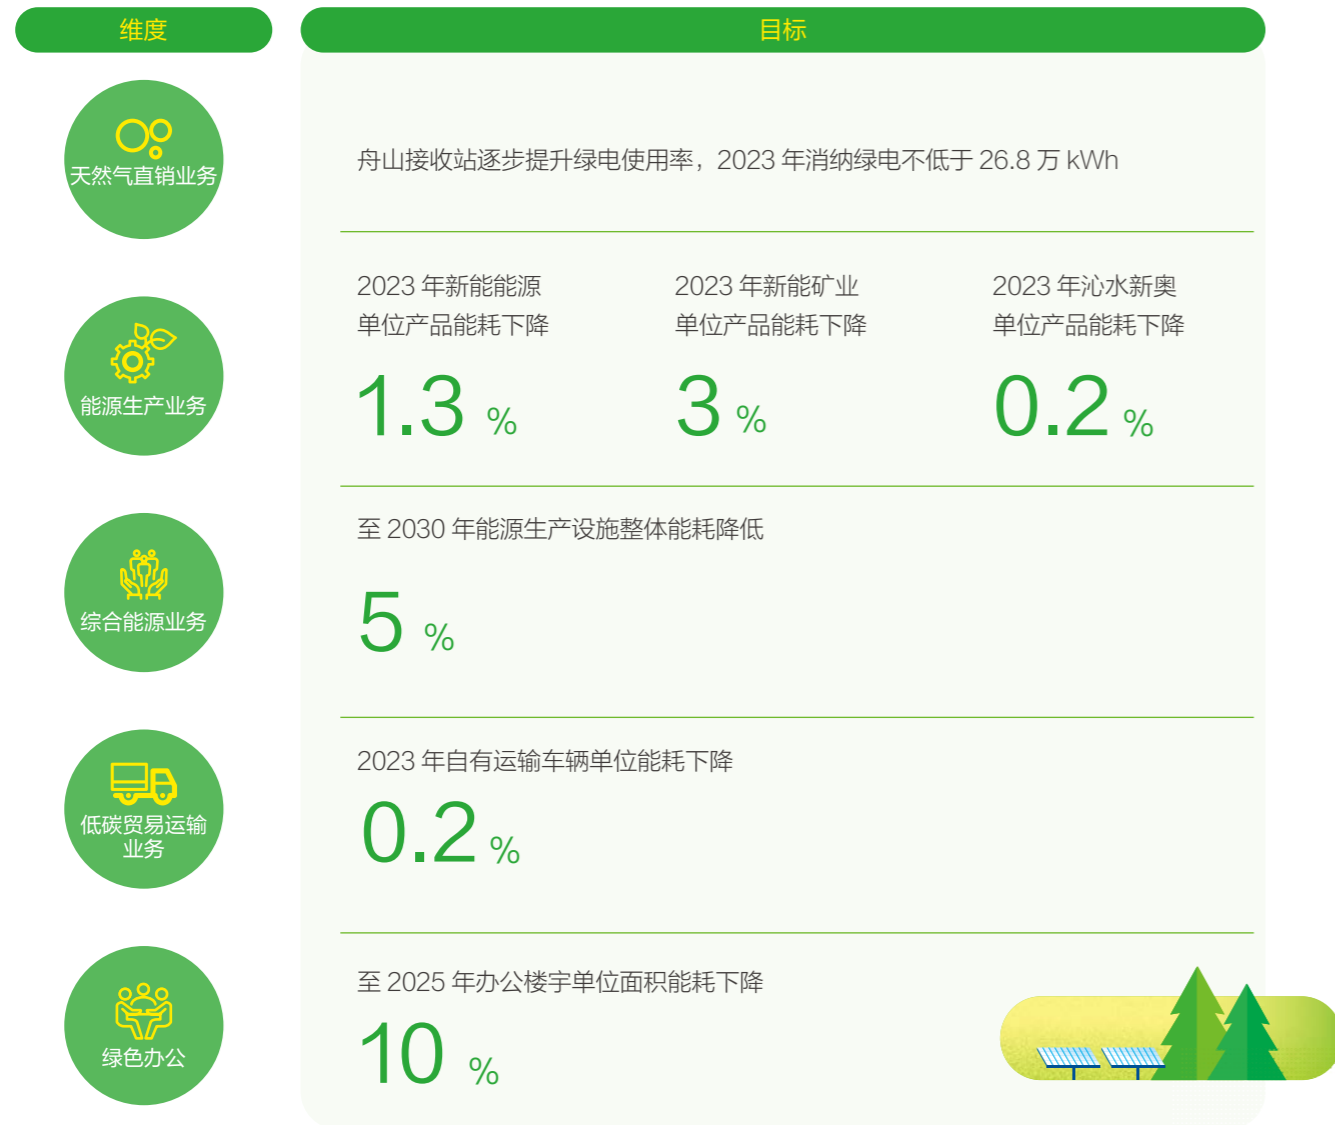 维度
目标
天然气直销业务
舟山接收站逐步提升绿电使用率，2023 年消纳绿电不低于 26.8 万 kWh
能源生产业务
2023 年新能能源
单位产品能耗下降
1.3 %
2023 年新能矿业
单位产品能耗下降
3 %
2023 年沁水新奥
单位产品能耗下降
0.2 %
综合能源业务
至 2030 年能源生产设施整体能耗降低
5 %
低碳贸易运输
业务
2023 年自有运输车辆单位能耗下降
0.2 %
绿色办公
至 2025 年办公楼宇单位面积能耗下降
10 %